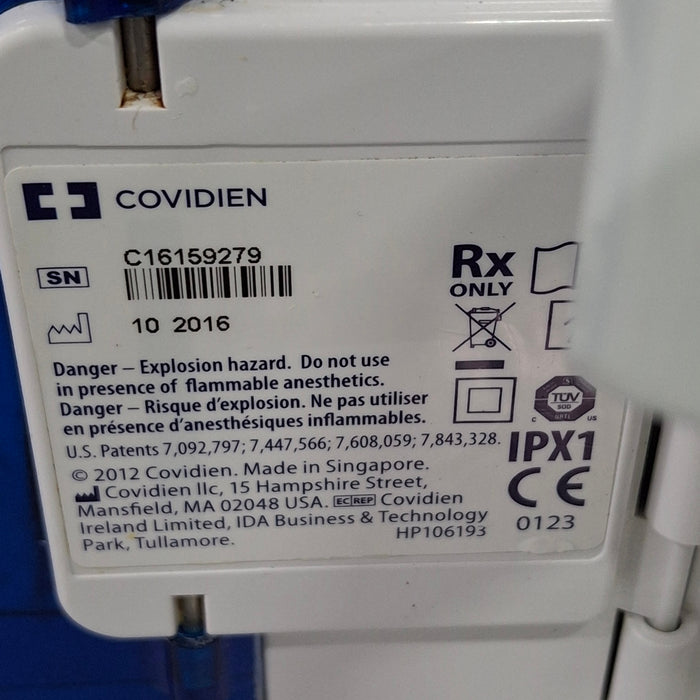 COVIDIEN
SN C16159279
10 2016
Rx
ONLY
Danger – Explosion hazard. Do not use
in presence of flammable anesthetics.
Danger – Risque d'explosion. Ne pas utiliser
en présence d'anesthésiques inflammables.
U.S. Patents 7,092,797; 7,447,566; 7,608,059; 7,843,328.
© 2012 Covidien. Made in Singapore.
Covidien llc, 15 Hampshire Street,
Mansfield, MA 02048 USA. EC REP Covidien
Ireland Limited, IDA Business & Technology
Park, Tullamore.
HP106193
TÜV
SÜD
NRTL
C US
IPX1
CE
0123